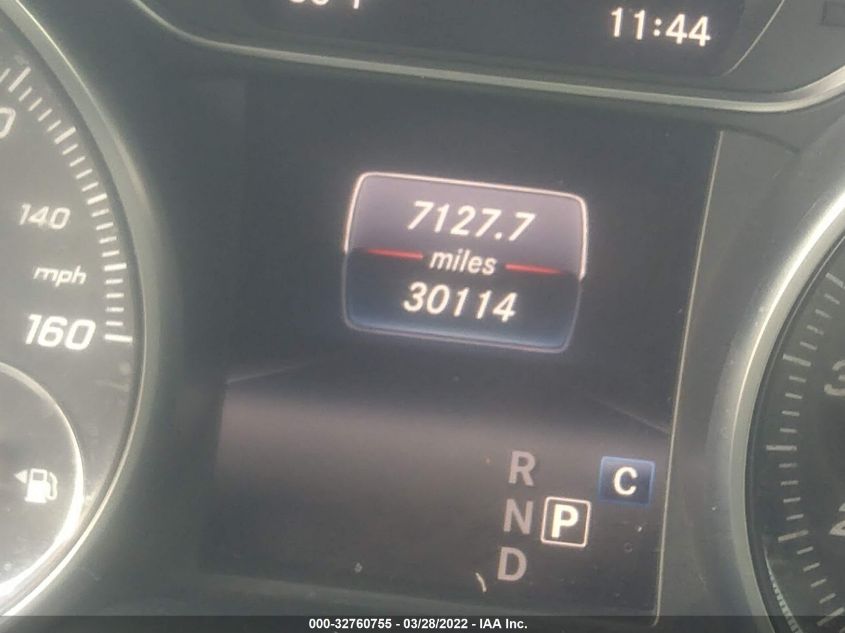 11:44
7127.7
miles
30114
140
mph
160
R
C
N P
D
000-32760755 — 03/28/2022 — IAA Inc.